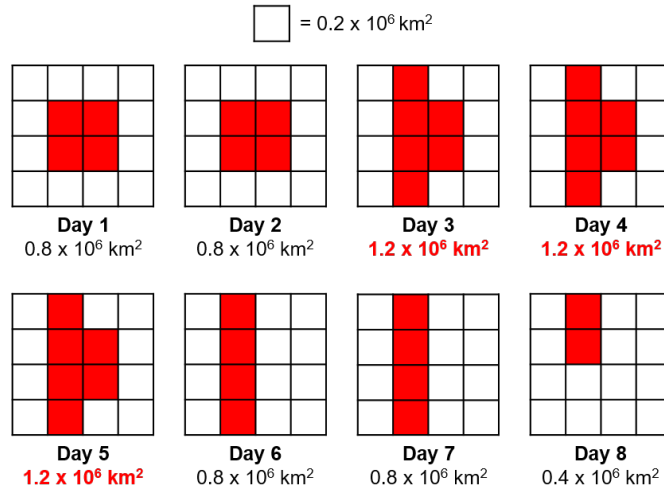 = 0.2 x 10⁶ km²
Day 1
0.8 x 10⁶ km²
Day 2
0.8 x 10⁶ km²
Day 3
1.2 x 10⁶ km²
Day 4
1.2 x 10⁶ km²
Day 5
1.2 x 10⁶ km²
Day 6
0.8 x 10⁶ km²
Day 7
0.8 x 10⁶ km²
Day 8
0.4 x 10⁶ km²